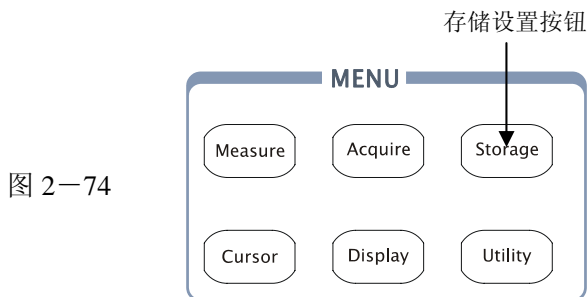 存储设置按钮
MENU
Measure Acquire Storage
图 2－74
Cursor Display Utility